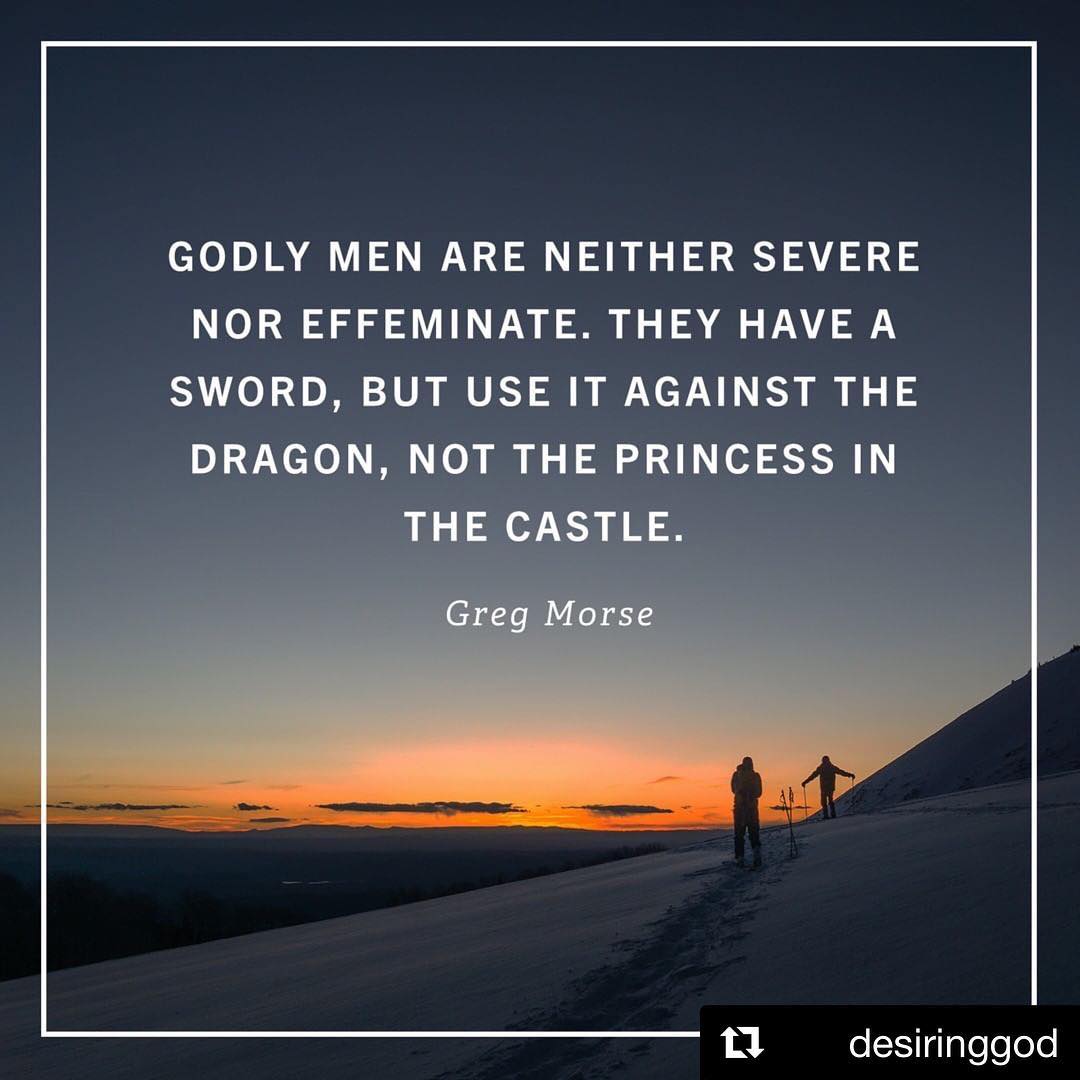 GODLY MEN ARE NEITHER SEVERE
NOR EFFEMINATE. THEY HAVE A
SWORD, BUT USE IT AGAINST THE
DRAGON, NOT THE PRINCESS IN
THE CASTLE.
Greg Morse
desiringgod